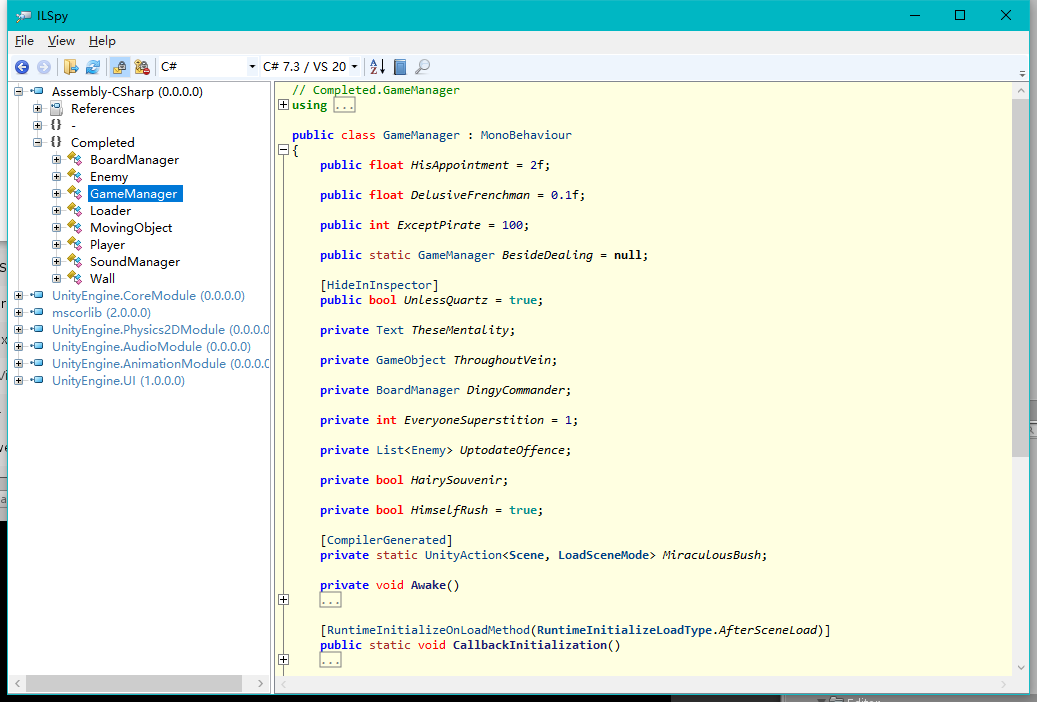 ILSpy
File View Help
C# C# 7.3 / VS 20
Assembly-CSharp (0.0.0.0)
References
{} -
{} Completed
BoardManager
Enemy
GameManager
Loader
MovingObject
Player
SoundManager
Wall
UnityEngine.CoreModule (0.0.0.0)
mscorlib (2.0.0.0)
UnityEngine.Physics2DModule (0.0.0.0
UnityEngine.AudioModule (0.0.0.0)
UnityEngine.AnimationModule (0.0.0.0
UnityEngine.UI (1.0.0.0)
// Completed.GameManager
using ...
public class GameManager : MonoBehaviour
{
public float HisAppointment = 2f;
public float DelusiveFrenchman = 0.1f;
public int ExceptPirate = 100;
public static GameManager BesideDealing = null;
[HideInInspector]
public bool UnlessQuartz = true;
private Text TheseMentality;
private GameObject ThroughoutVein;
private BoardManager DingyCommander;
private int EveryoneSuperstition = 1;
private List<Enemy> UptodateOffence;
private bool HairySouvenir;
private bool HimselfRush = true;
[CompilerGenerated]
private static UnityAction<Scene, LoadSceneMode> MiraculousBush;
private void Awake()
...
[RuntimeInitializeOnLoadMethod(RuntimeInitializeLoadType.AfterSceneLoad)]
public static void CallbackInitialization()
...